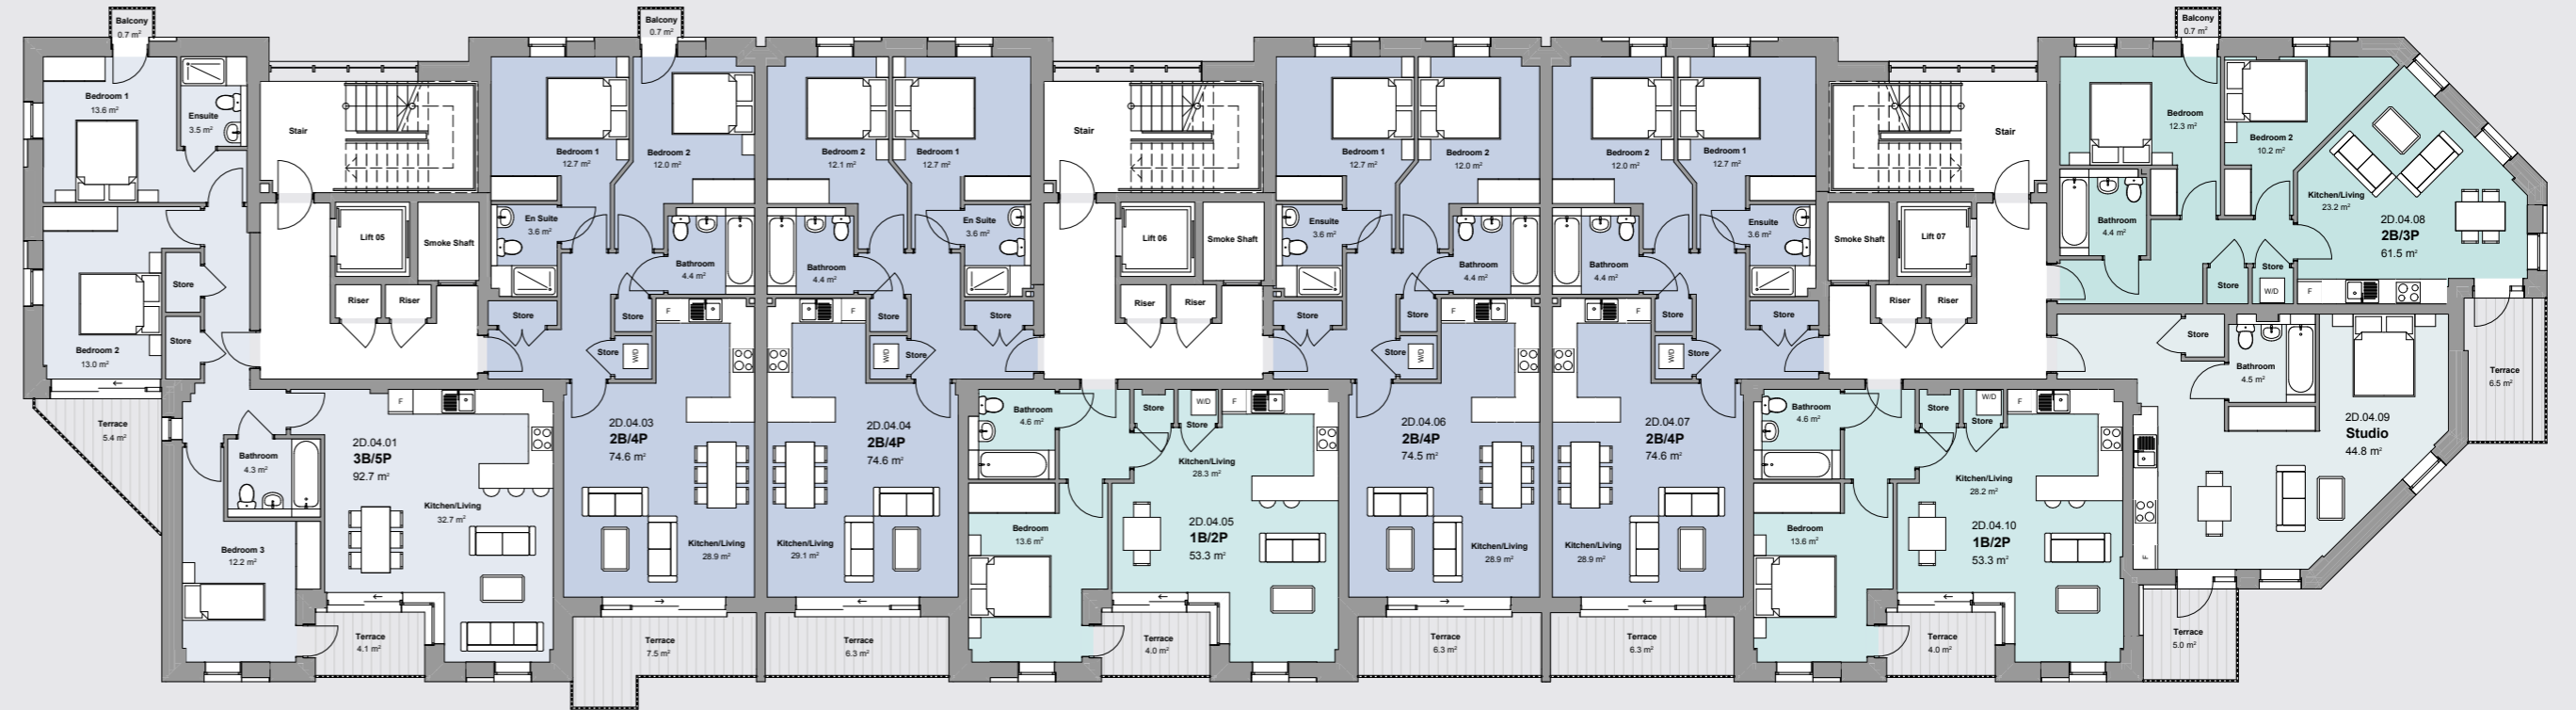 Balcony
0.7 m²
Bedroom 1
13.6 m²
Ensuite
3.5 m²
Stair
Lift 05
Smoke Shaft
Riser
Riser
Store
Store
Bedroom 2
13.0 m²
Terrace
5.4 m²
Bathroom
4.3 m²
2D.04.01
3B/5P
92.7 m²
F
Kitchen/Living
32.7 m²
Bedroom 3
12.2 m²
Terrace
4.1 m²
Balcony
0.7 m²
Bedroom 1
12.7 m²
Bedroom 2
12.0 m²
En Suite
3.6 m²
Bathroom
4.4 m²
Store
Store
F
Store
W/D
2D.04.03
2B/4P
74.6 m²
Kitchen/Living
28.9 m²
Terrace
7.5 m²
Bedroom 2
12.1 m²
Bedroom 1
12.7 m²
En Suite
3.6 m²
Bathroom
4.4 m²
F
Store
Store
W/D
Store
2D.04.04
2B/4P
74.6 m²
Kitchen/Living
29.1 m²
Terrace
6.3 m²
Stair
Lift 06
Smoke Shaft
Riser
Riser
Bathroom
4.6 m²
Store
W/D
Store
F
Kitchen/Living
28.3 m²
2D.04.05
1B/2P
53.3 m²
Bedroom
13.6 m²
Terrace
4.0 m²
Bedroom 1
12.7 m²
Bedroom 2
12.0 m²
Ensuite
3.6 m²
Bathroom
4.4 m²
Store
Store
F
Store
W/D
2D.04.06
2B/4P
74.5 m²
Kitchen/Living
28.9 m²
Terrace
6.3 m²
Bedroom 2
12.0 m²
Bedroom 1
12.7 m²
Ensuite
3.6 m²
Bathroom
4.4 m²
F
Store
Store
W/D
Store
2D.04.07
2B/4P
74.6 m²
Kitchen/Living
28.9 m²
Terrace
6.3 m²
Stair
Smoke Shaft
Lift 07
Riser
Riser
Bathroom
4.6 m²
Store
W/D
Store
F
Kitchen/Living
28.2 m²
2D.04.10
1B/2P
53.3 m²
Bedroom
13.6 m²
Terrace
4.0 m²
Balcony
0.7 m²
Bedroom
12.3 m²
Bedroom 2
10.2 m²
Bathroom
4.4 m²
Kitchen/Living
23.2 m²
2D.04.08
2B/3P
61.5 m²
Store
Store
W/D
F
Terrace
6.5 m²
Store
Bathroom
4.5 m²
2D.04.09
Studio
44.8 m²
F
Terrace
5.0 m²